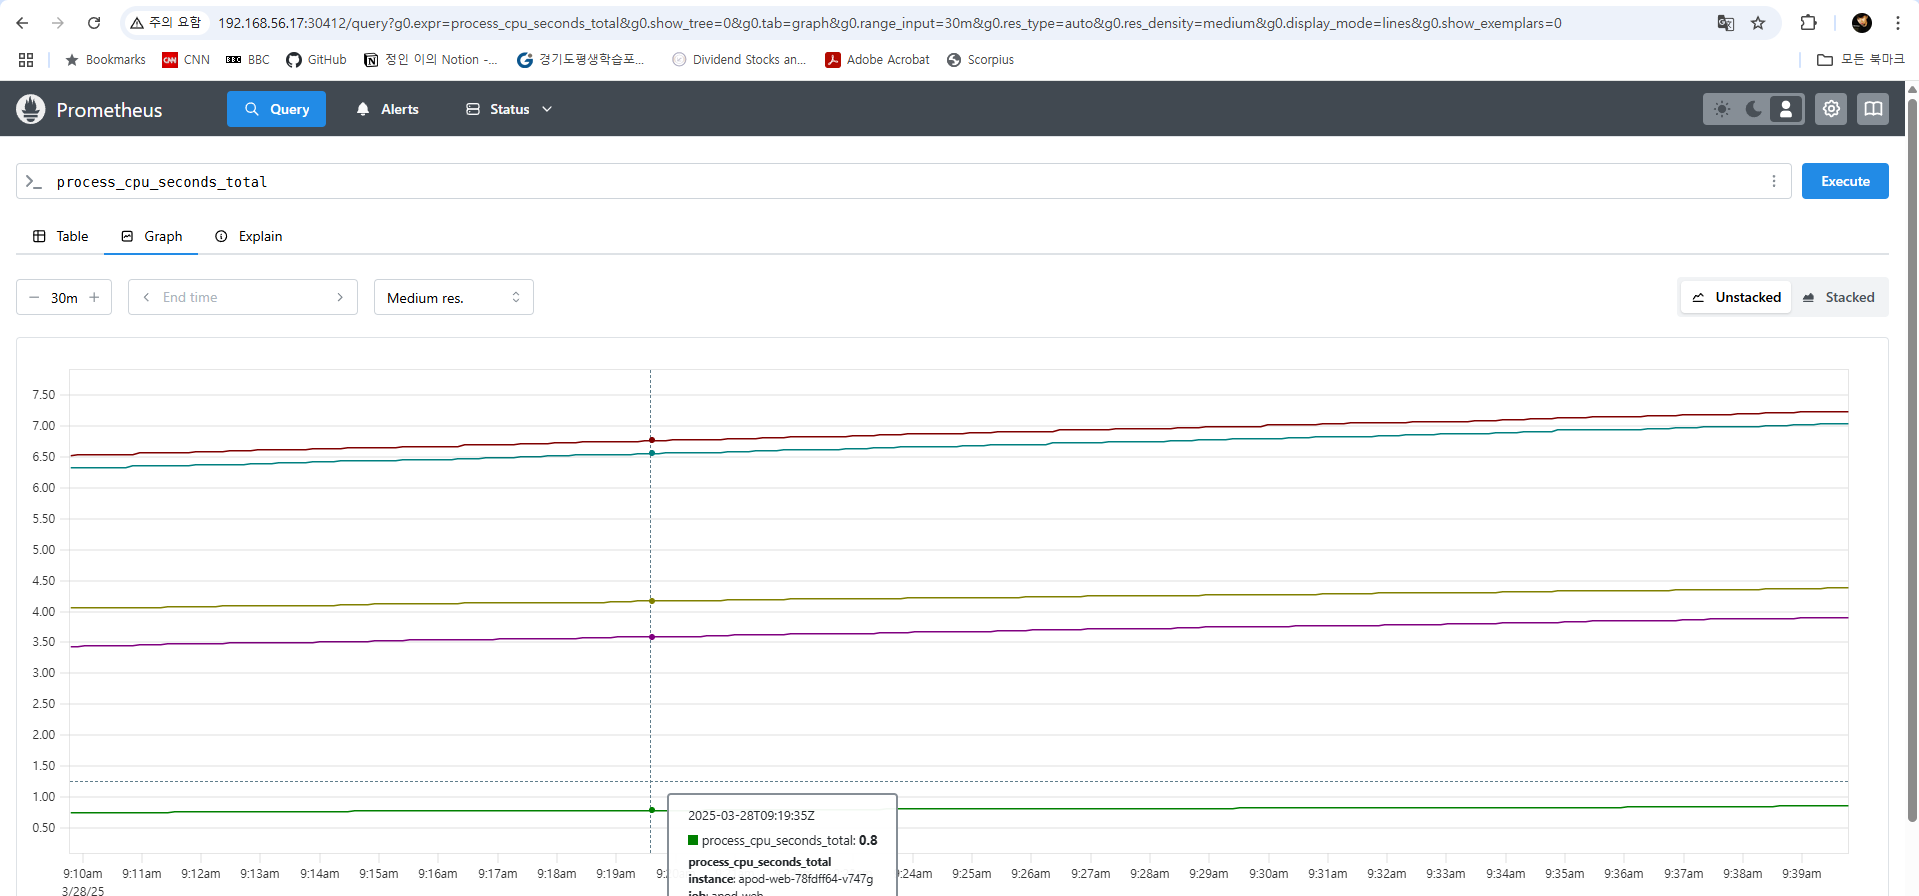 주의 요함 192.168.56.17:30412/query?g0.expr=process_cpu_seconds_total&g0.show_tree=0&g0.tab=graph&g0.range_input=30m&g0.res_type=auto&g0.res_density=medium&g0.display_mode=lines&g0.show_exemplars=0
Bookmarks CNN BBC GitHub 정인 이의 Notion -... 경기도평생학습포... Dividend Stocks an... Adobe Acrobat Scorpius 모든 북마크
Prometheus Query Alerts Status
process_cpu_seconds_total Execute
Table Graph Explain
30m End time Medium res. Unstacked Stacked
7.50
7.00
6.50
6.00
5.50
5.00
4.50
4.00
3.50
3.00
2.50
2.00
1.50
1.00
0.50
2025-03-28T09:19:35Z
process_cpu_seconds_total: 0.8
process_cpu_seconds_total
instance: apod-web-78fdff64-v747g
job: apod-web
9:10am 9:11am 9:12am 9:13am 9:14am 9:15am 9:16am 9:17am 9:18am 9:19am 9:24am 9:25am 9:26am 9:27am 9:28am 9:29am 9:30am 9:31am 9:32am 9:33am 9:34am 9:35am 9:36am 9:37am 9:38am 9:39am
3/28/25